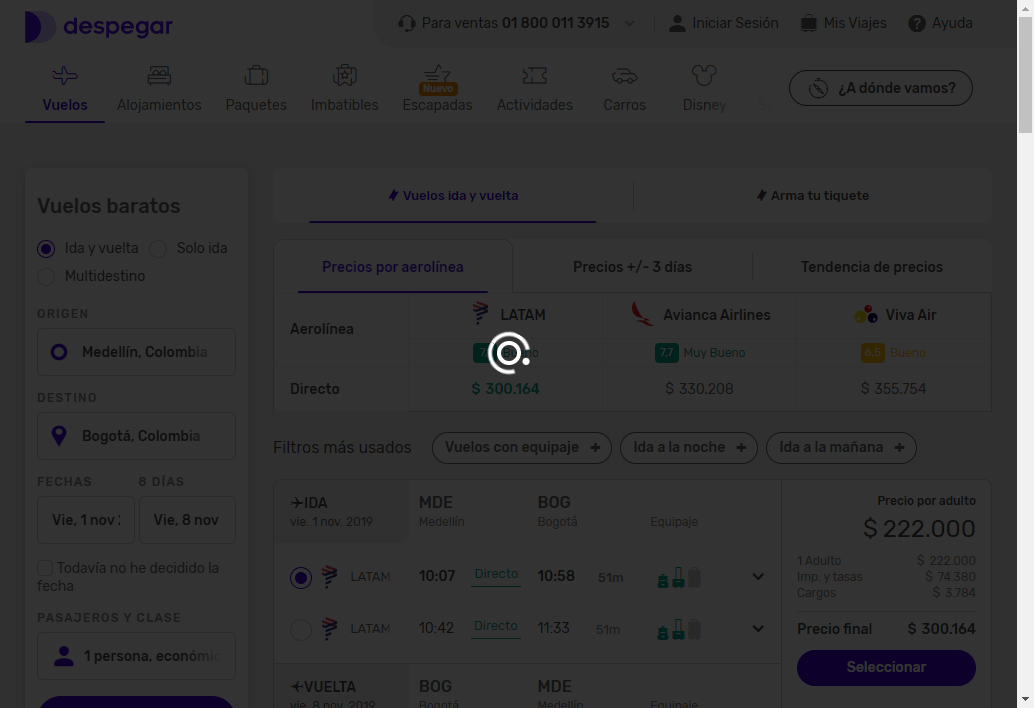 despegar
Para ventas 01 800 011 3915
Iniciar Sesión
Mis Viajes
Ayuda
Vuelos
Alojamientos
Paquetes
Imbatibles
Nuevo
Escapadas
Actividades
Carros
Disney
¿A dónde vamos?
Vuelos baratos
Ida y vuelta
Solo ida
Multidestino
ORIGEN
Medellín, Colombia
DESTINO
Bogotá, Colombia
FECHAS
8 DÍAS
Vie, 1 nov
Vie, 8 nov
Todavía no he decidido la
fecha
PASAJEROS Y CLASE
1 persona, económic
Vuelos ida y vuelta
Arma tu tiquete
Precios por aerolínea
Precios +/- 3 días
Tendencia de precios
Aerolínea
LATAM
Avianca Airlines
Viva Air
Bueno
7,7 Muy Bueno
6,5 Bueno
Directo
$ 300.164
$ 330.208
$ 355.754
Filtros más usados
Vuelos con equipaje +
Ida a la noche +
Ida a la mañana +
IDA
MDE
BOG
vie. 1 nov. 2019
Medellín
Bogotá
Equipaje
LATAM
10:07
Directo
10:58
51m
LATAM
10:42
Directo
11:33
51m
VUELTA
BOG
MDE
vie. 8 nov. 2019
Bogotá
Medellín
Equipaje
Precio por adulto
$ 222.000
1 Adulto $ 222.000
Imp. y tasas $ 74.380
Cargos $ 3.784
Precio final $ 300.164
Seleccionar